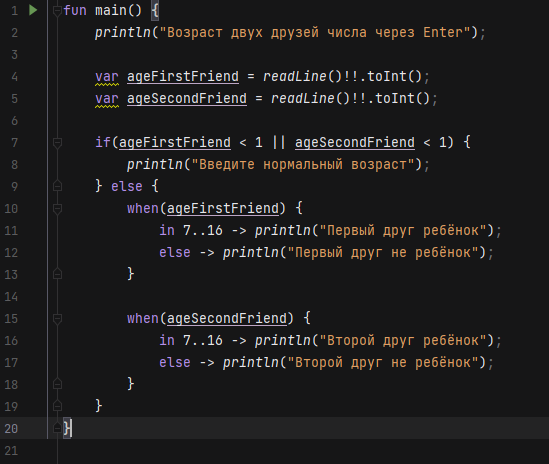 1 fun main() {
2 println("Возраст двух друзей числа через Enter");
3
4 var ageFirstFriend = readLine()!!.toInt();
5 var ageSecondFriend = readLine()!!.toInt();
6
7 if(ageFirstFriend < 1 || ageSecondFriend < 1) {
8 println("Введите нормальный возраст");
9 } else {
10 when(ageFirstFriend) {
11 in 7..16 -> println("Первый друг ребёнок");
12 else -> println("Первый друг не ребёнок");
13 }
14
15 when(ageSecondFriend) {
16 in 7..16 -> println("Второй друг ребёнок");
17 else -> println("Второй друг не ребёнок");
18 }
19 }
20 }
21